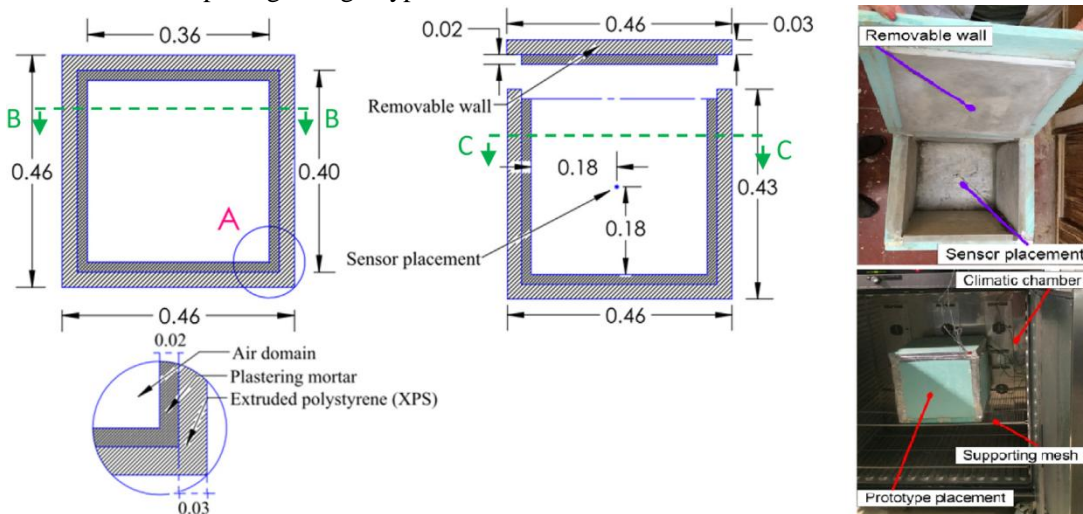 0.36
B
B
0.46
0.40
A
0.46
0.02
Air domain
Plastering mortar
Extruded polystyrene (XPS)
0.03
0.46
0.02
0.03
Removable wall
C
C
0.18
0.43
0.18
Sensor placement
0.46
Removable wall
Sensor placement
Climatic chamber
Supporting mesh
Prototype placement